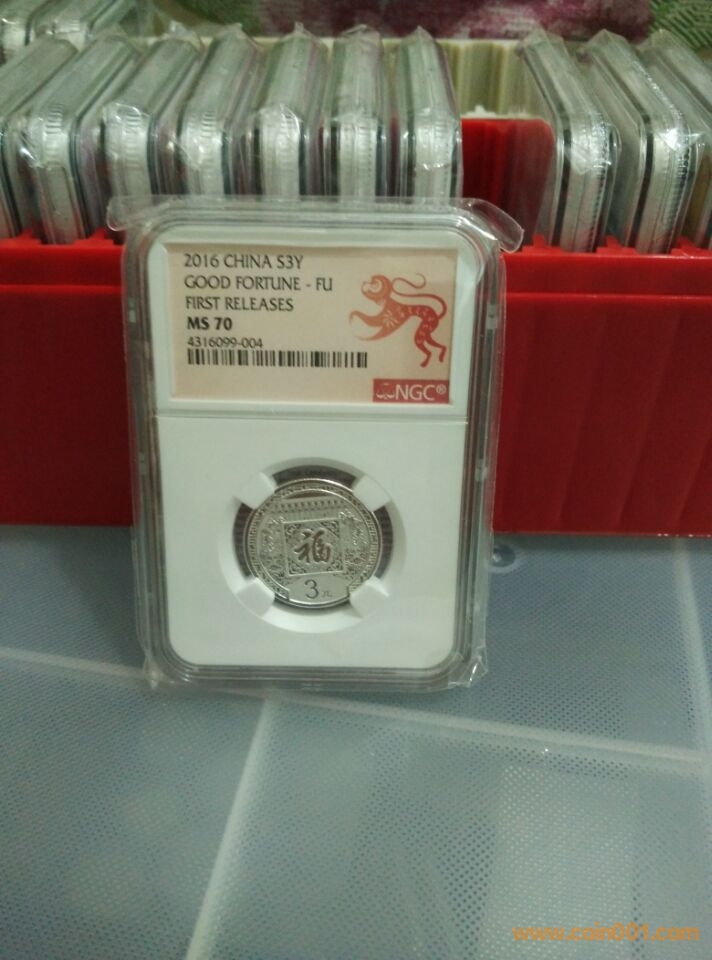 2016 CHINA S3Y
GOOD FORTUNE - FU
FIRST RELEASES
MS 70
4316099-004
NGC®
福
3元
www.coin001.com